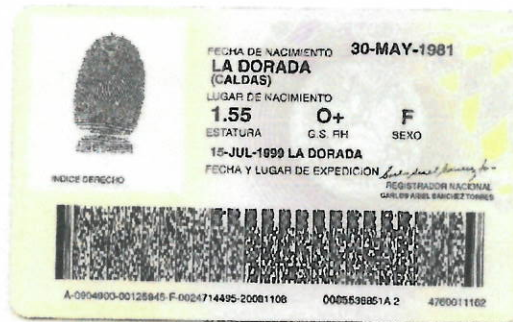 FECHA DE NACIMIENTO 30-MAY-1981
LA DORADA
(CALDAS)
LUGAR DE NACIMIENTO
1.55 O+ F
ESTATURA G.S. RH SEXO
15-JUL-1999 LA DORADA
FECHA Y LUGAR DE EXPEDICION
INDICE DERECHO
REGISTRADOR NACIONAL
CARLOS ARIEL SANCHEZ TORRES
A-0904900-00125945-F-0024714495-20081108 0085538851A 2 4760011162